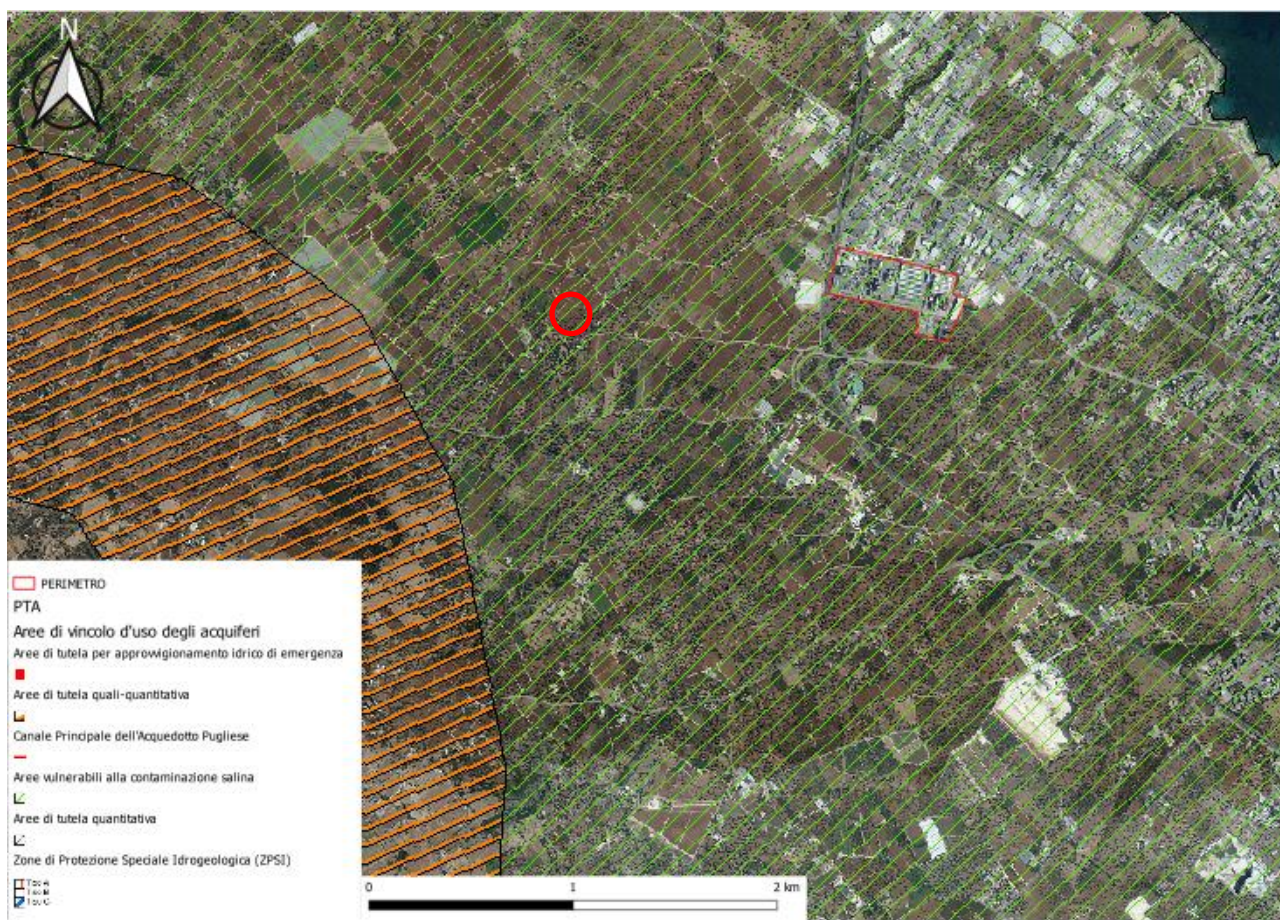 N
PERIMETRO
PTA
Aree di vincolo d'uso degli acquiferi
Aree di tutela per approvvigionamento idrico di emergenza
Aree di tutela quali-quantitativa
Canale Principale dell'Acquedotto Pugliese
Aree vulnerabili alla contaminazione salina
Aree di tutela quantitativa
Zone di Protezione Speciale Idrogeologica (ZPSI)
0 1 2 km